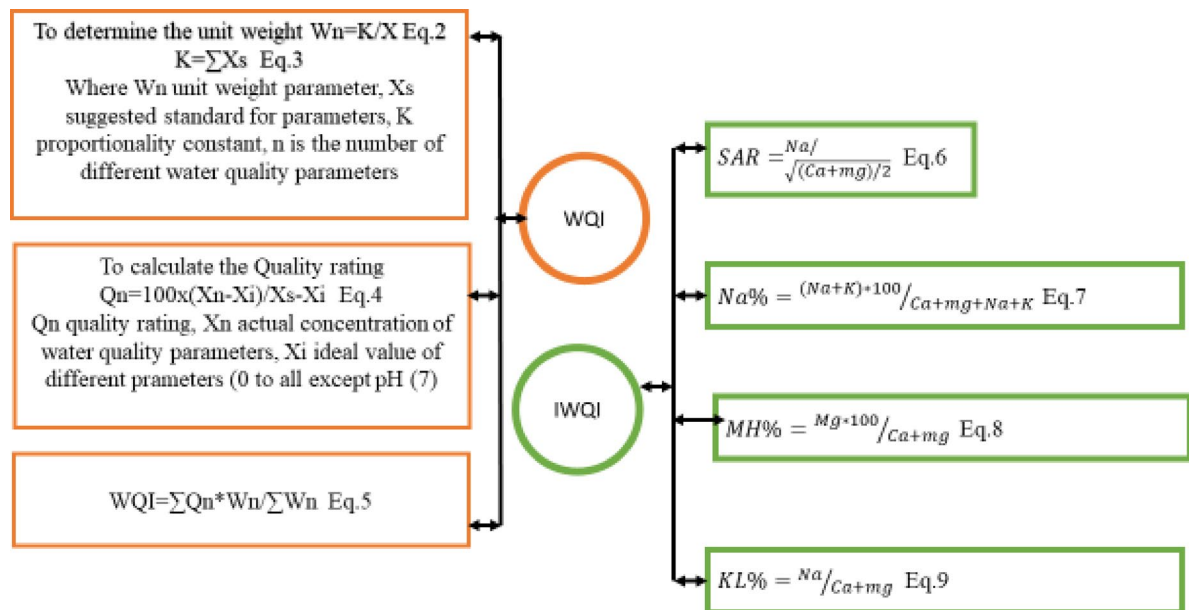 To determine the unit weight Wn=K/X Eq.2
K=∑Xs Eq.3
Where Wn unit weight parameter, Xs
suggested standard for parameters, K
proportionality constant, n is the number of
different water quality parameters
To calculate the Quality rating
Qn=100x(Xn-Xi)/Xs-Xi Eq.4
Qn quality rating, Xn actual concentration of
water quality parameters, Xi ideal value of
different prameters (0 to all except pH (7)
WQI=∑Qn*Wn/∑Wn Eq.5
WQI
IWQI
SAR = Na/√(Ca+mg)/2 Eq.6
Na% = (Na+K)*100/Ca+mg+Na+K Eq.7
MH% = Mg*100/Ca+mg Eq.8
KL% = Na/Ca+mg Eq.9